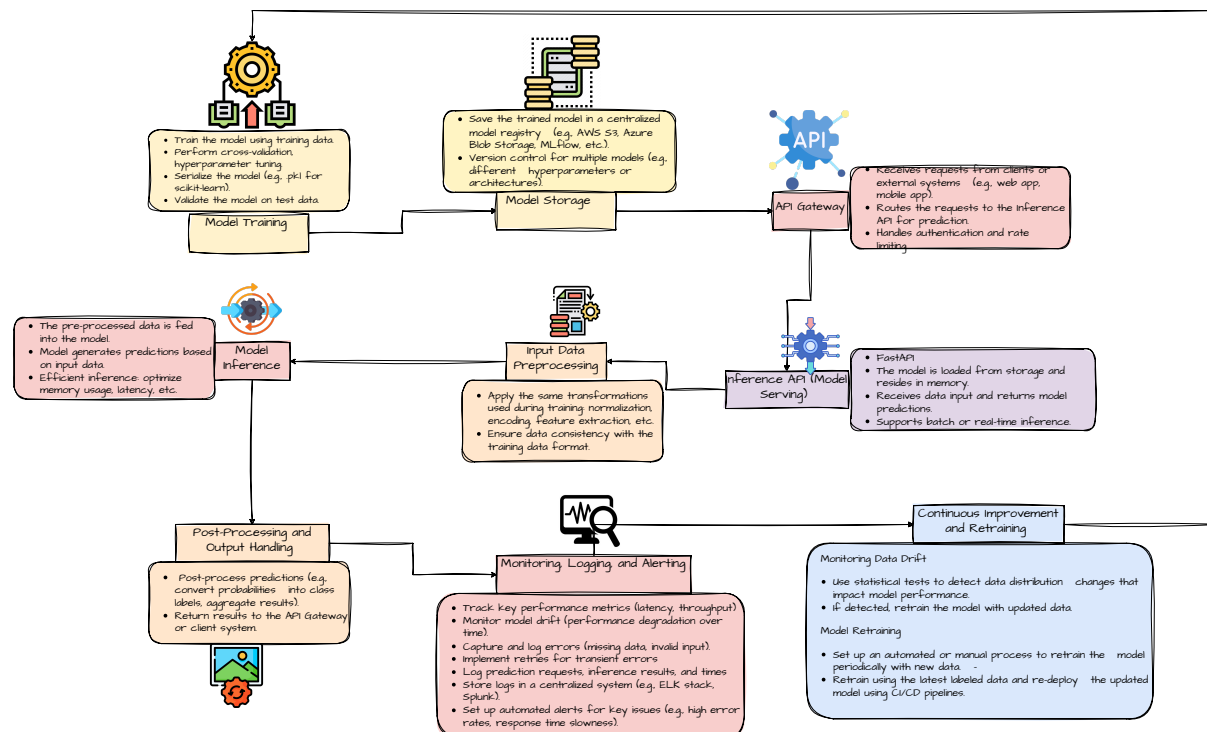 • Train the model using training data.
• Perform cross-validation,
hyperparameter tuning.
• Serialize the model (e.g., .pkl for
scikit-learn).
• Validate the model on test data.
Model Training
• Save the trained model in a centralized
model registry (e.g., AWS S3, Azure
Blob Storage, MLflow, etc.).
• Version control for multiple models (e.g.,
different hyperparameters or
architectures).
Model Storage
API
API Gateway
• Receives requests from clients or
external systems (e.g., web app,
mobile app).
• Routes the requests to the Inference
API for prediction.
• Handles authentication and rate
limiting.
• The pre-processed data is fed
into the model.
• Model generates predictions based
on input data.
• Efficient inference: optimize
memory usage, latency, etc.
Model
Inference
Input Data
Preprocessing
• Apply the same transformations
used during training: normalization,
encoding, feature extraction, etc.
• Ensure data consistency with the
training data format.
Inference API (Model
Serving)
• FastAPI
• The model is loaded from storage and
resides in memory.
• Receives data input and returns model
predictions.
• Supports batch or real-time inference.
Post-Processing and
Output Handling
• Post-process predictions (e.g.,
convert probabilities into class
labels, aggregate results).
• Return results to the API Gateway
or client system.
Monitoring, Logging, and Alerting
• Track key performance metrics (latency, throughput)
• Monitor model drift (performance degradation over
time).
• Capture and log errors (missing data, invalid input).
• Implement retries for transient errors
• Log prediction requests, inference results, and times
• Store logs in a centralized system (e.g., ELK stack,
Splunk).
• Set up automated alerts for key issues (e.g., high error
rates, response time slowness).
Continuous Improvement
and Retraining
Monitoring Data Drift
• Use statistical tests to detect data distribution changes that
impact model performance.
• If detected, retrain the model with updated data.
Model Retraining
• Set up an automated or manual process to retrain the model
periodically with new data. -
• Retrain using the latest labeled data and re-deploy the updated
model using CI/CD pipelines.